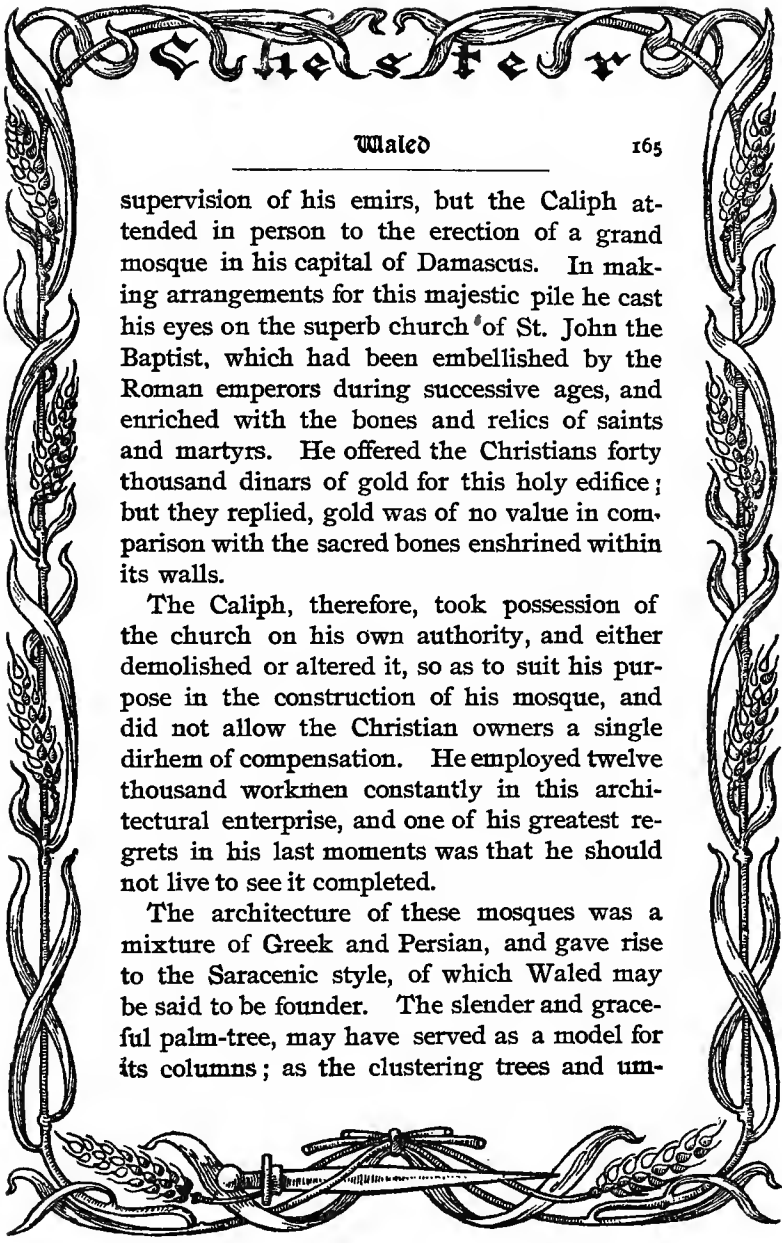 Chester
Waled 165
supervision of his emirs, but the Caliph at-
tended in person to the erection of a grand
mosque in his capital of Damascus. In mak-
ing arrangements for this majestic pile he cast
his eyes on the superb church of St. John the
Baptist, which had been embellished by the
Roman emperors during successive ages, and
enriched with the bones and relics of saints
and martyrs. He offered the Christians forty
thousand dinars of gold for this holy edifice;
but they replied, gold was of no value in com-
parison with the sacred bones enshrined within
its walls.
The Caliph, therefore, took possession of
the church on his own authority, and either
demolished or altered it, so as to suit his pur-
pose in the construction of his mosque, and
did not allow the Christian owners a single
dirhem of compensation. He employed twelve
thousand workmen constantly in this archi-
tectural enterprise, and one of his greatest re-
grets in his last moments was that he should
not live to see it completed.
The architecture of these mosques was a
mixture of Greek and Persian, and gave rise
to the Saracenic style, of which Waled may
be said to be founder. The slender and grace-
ful palm-tree, may have served as a model for
its columns; as the clustering trees and um-